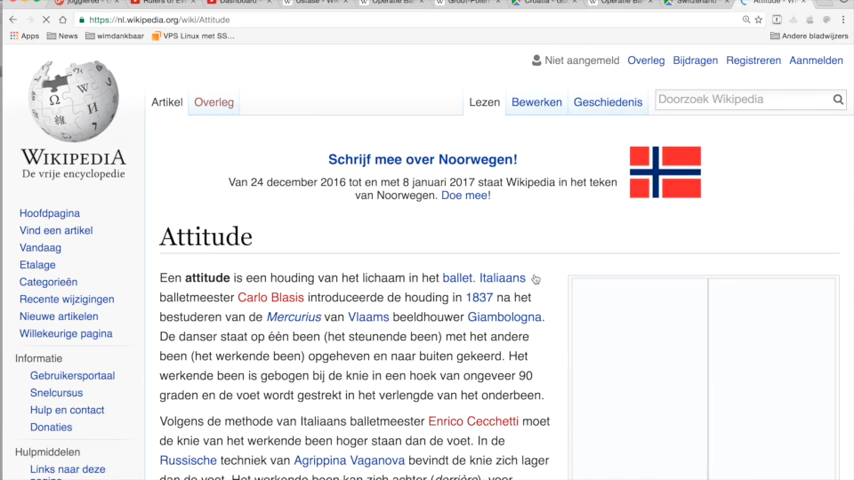 https://nl.wikipedia.org/wiki/Attitude
Apps News wimdankbaar VPS Linux met SS... Andere bladwijzers
Niet aangemeld Overleg Bijdragen Registreren Aanmelden
Artikel Overleg Lezen Bewerken Geschiedenis Doorzoek Wikipedia
WIKIPEDIA
De vrije encyclopedie
Hoofdpagina
Vind een artikel
Vandaag
Etalage
Categorieën
Recente wijzigingen
Nieuwe artikelen
Willekeurige pagina
Informatie
Gebruikersportaal
Snelcursus
Hulp en contact
Donaties
Hulpmiddelen
Links naar deze
Schrijf mee over Noorwegen!
Van 24 december 2016 tot en met 8 januari 2017 staat Wikipedia in het teken
van Noorwegen. Doe mee!
Attitude
Een attitude is een houding van het lichaam in het ballet. Italiaans
balletmeester Carlo Blasis introduceerde de houding in 1837 na het
bestuderen van de Mercurius van Vlaams beeldhouwer Giambologna.
De danser staat op één been (het steunende been) met het andere
been (het werkende been) opgeheven en naar buiten gekeerd. Het
werkende been is gebogen bij de knie in een hoek van ongeveer 90
graden en de voet wordt gestrekt in het verlengde van het onderbeen.
Volgens de methode van Italiaans balletmeester Enrico Cecchetti moet
de knie van het werkende been hoger staan dan de voet. In de
Russische techniek van Agrippina Vaganova bevindt de knie zich lager
dan de voet. Het werkende been kan zich achter (derrière), voor